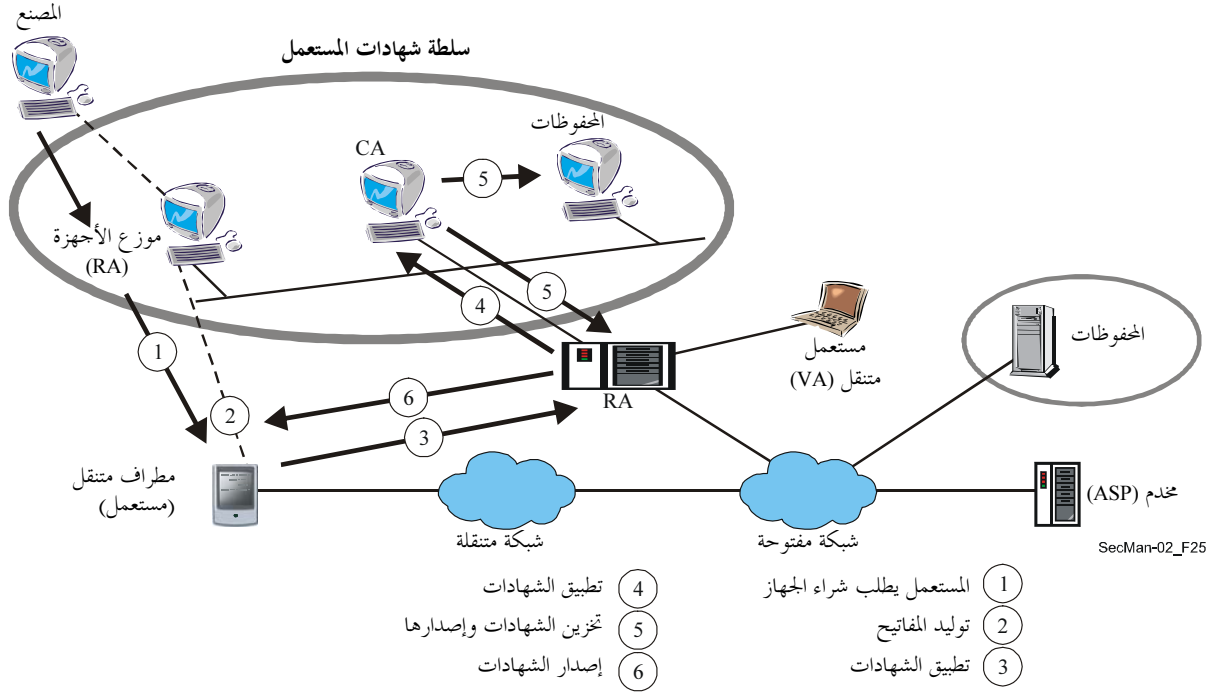 المصنع
سلطة شهادات المستعمل
المحفوظات
CA
5
موزع الأجهزة
(RA)
5
4
1
مستعمل
متنقل (VA)
المحفوظات
6
RA
2
3
مطراف متنقل
(مستعمل)
مخدم (ASP)
شبكة متنقلة
شبكة مفتوحة
SecMan-02_F25
1 المستعمل يطلب شراء الجهاز
2 توليد المفاتيح
3 تطبيق الشهادات
4 تطبيق الشهادات
5 تخزين الشهادات وإصدارها
6 إصدار الشهادات